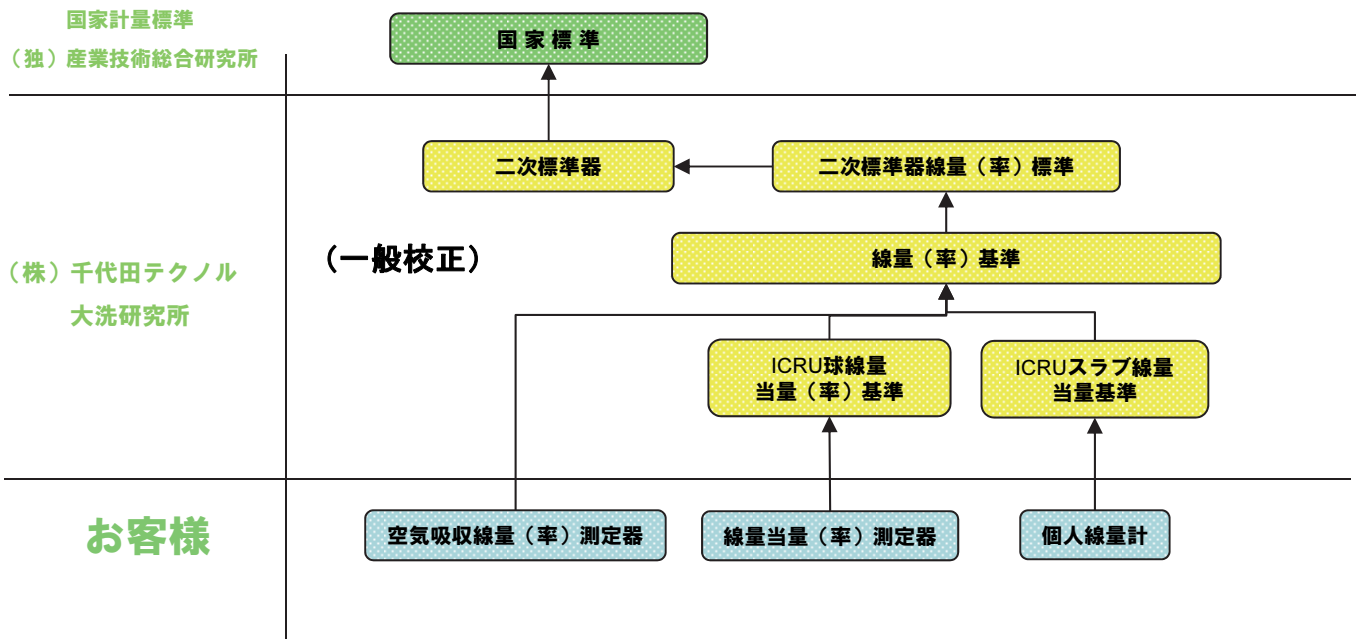 国家計量標準
（独）産業技術総合研究所
国 家 標 準
二次標準器
二次標準器線量（率）標準
（一般校正）
線量（率）基準
（株）千代田テクノル
大洗研究所
ICRU球線量
当量（率）基準
ICRUスラブ線量
当量基準
お客様
空気吸収線量（率）測定器
線量当量（率）測定器
個人線量計